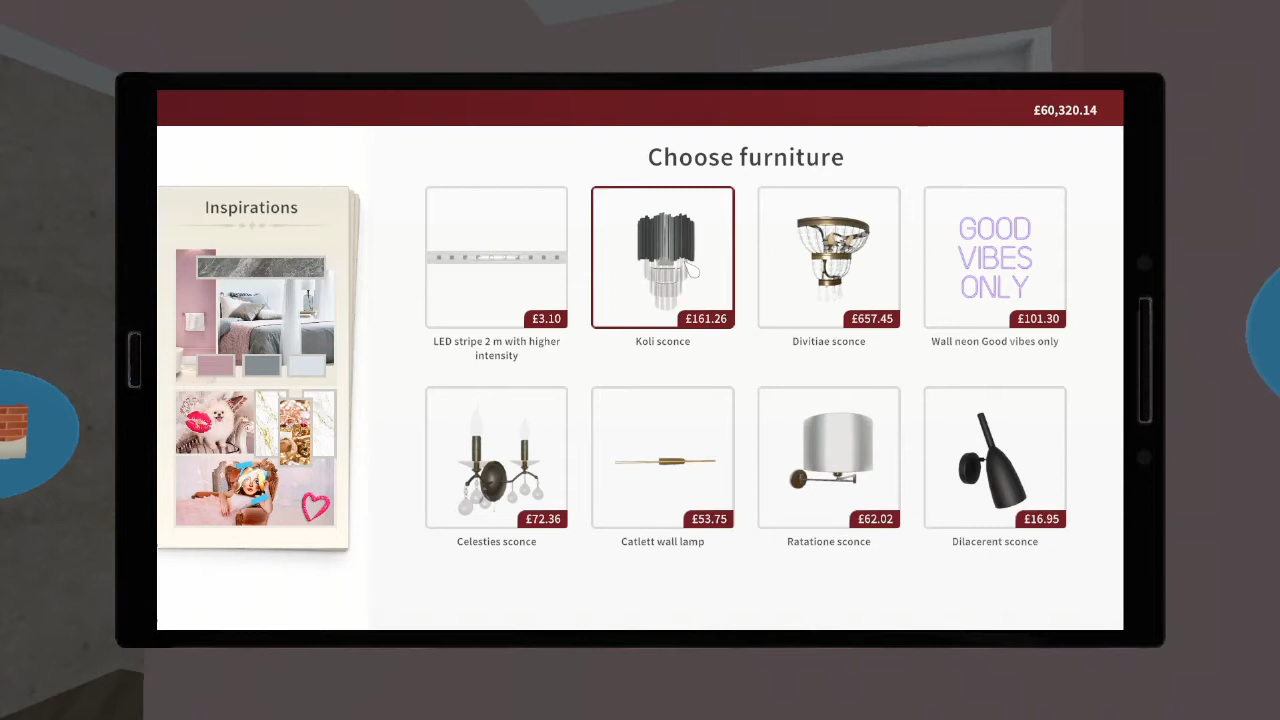 £60,320.14
Choose furniture
Inspirations
GOOD
VIBES
ONLY
£3.10
£161.26
£657.45
£101.30
LED stripe 2 m with higher
intensity
Koli sconce
Divitiae sconce
Wall neon Good vibes only
£72.36
£53.75
£62.02
£16.95
Celesties sconce
Catlett wall lamp
Ratatione sconce
Dilacerent sconce